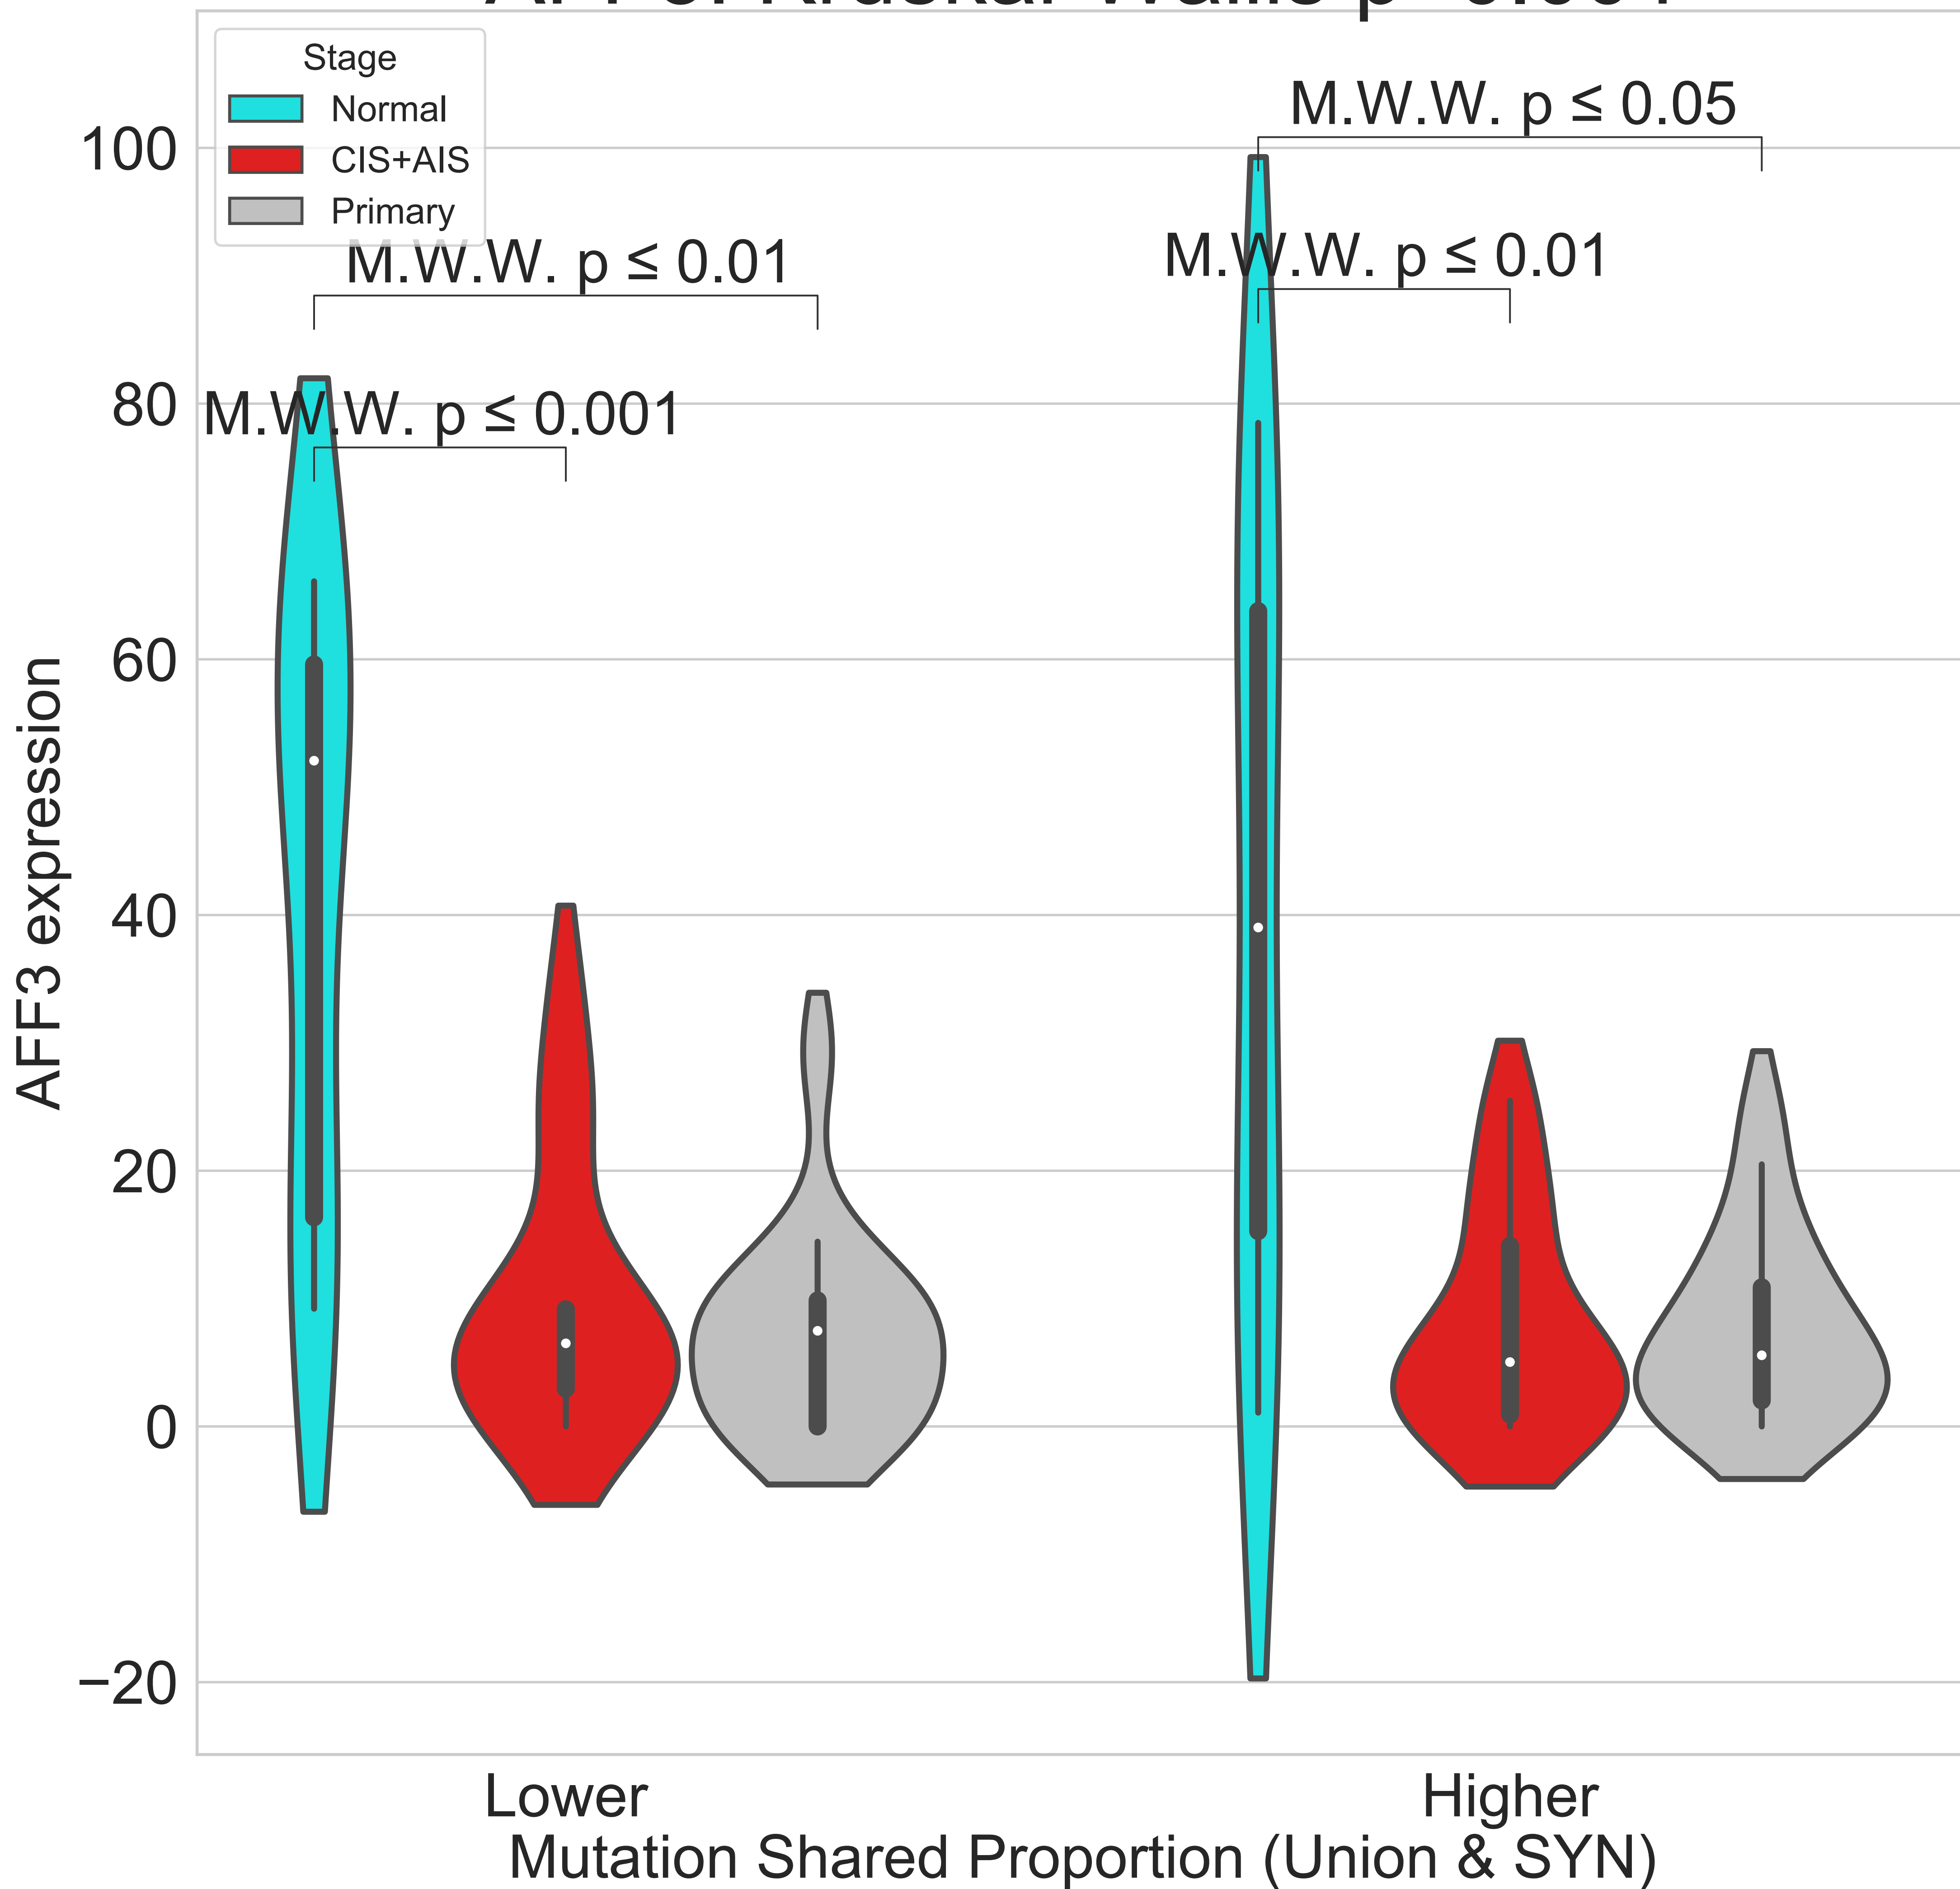 Stage
Normal
CIS+AIS
Primary
M.W.W. p ≤ 0.05
M.W.W. p ≤ 0.01
M.W.W. p ≤ 0.01
M.W.W. p ≤ 0.001
100
80
60
40
20
0
−20
AFF3 expression
Lower
Higher
Mutation Shared Proportion (Union & SYN)